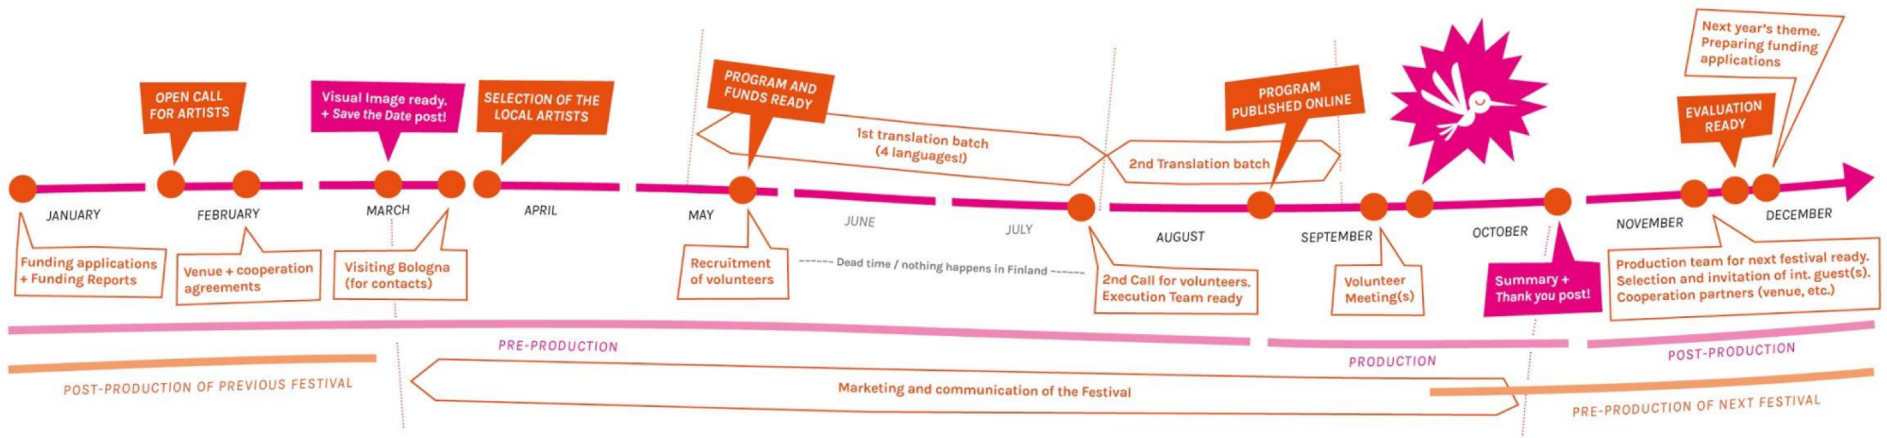 OPEN CALL
FOR ARTISTS
Visual Image ready.
+ Save the Date post!
SELECTION OF THE
LOCAL ARTISTS
PROGRAM AND
FUNDS READY
1st translation batch
(4 languages!)
2nd Translation batch
PROGRAM
PUBLISHED ONLINE
EVALUATION
READY
Next year's theme.
Preparing funding
applications
JANUARY
FEBRUARY
MARCH
APRIL
MAY
JUNE
JULY
AUGUST
SEPTEMBER
OCTOBER
NOVEMBER
DECEMBER
Funding applications
+ Funding Reports
Venue + cooperation
agreements
Visiting Bologna
(for contacts)
Recruitment
of volunteers
------ Dead time / nothing happens in Finland ------
2nd Call for volunteers.
Execution Team ready
Volunteer
Meeting(s)
Summary +
Thank you post!
Production team for next festival ready.
Selection and invitation of int. guest(s).
Cooperation partners (venue, etc.)
PRE-PRODUCTION
PRODUCTION
POST-PRODUCTION
POST-PRODUCTION OF PREVIOUS FESTIVAL
Marketing and communication of the Festival
PRE-PRODUCTION OF NEXT FESTIVAL